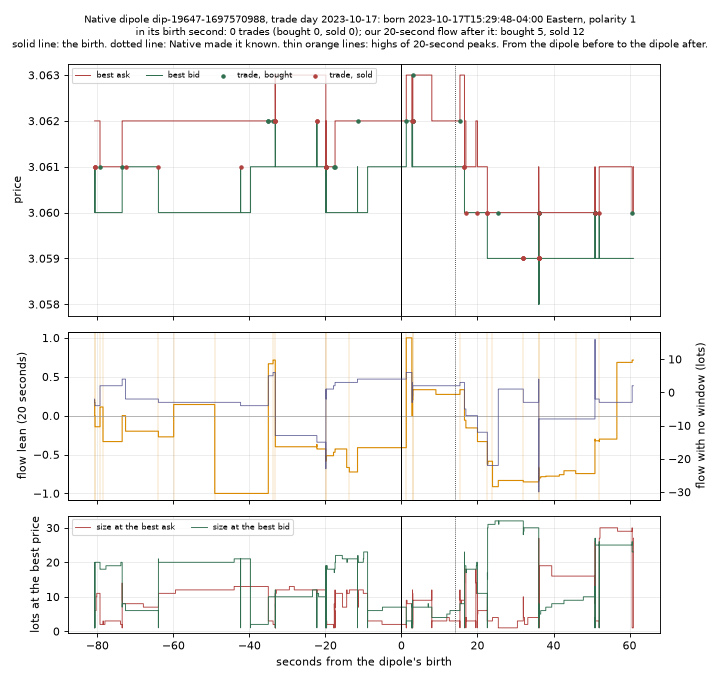 Native dipole dip-19647-1697570988, trade day 2023-10-17: born 2023-10-17T15:29:48-04:00 Eastern, polarity 1
in its birth second: 0 trades (bought 0, sold 0); our 20-second flow after it: bought 5, sold 12
solid line: the birth. dotted line: Native made it known. thin orange lines: highs of 20-second peaks. From the dipole before to the dipole after.
best ask best bid trade, bought trade, sold
3.063
3.062
3.061
3.060
3.059
3.058
price
1.0
0.5
0.0
−0.5
−1.0
flow lean (20 seconds)
10
0
−10
−20
−30
flow with no window (lots)
size at the best ask size at the best bid
30
20
10
0
lots at the best price
−80 −60 −40 −20 0 20 40 60
seconds from the dipole's birth